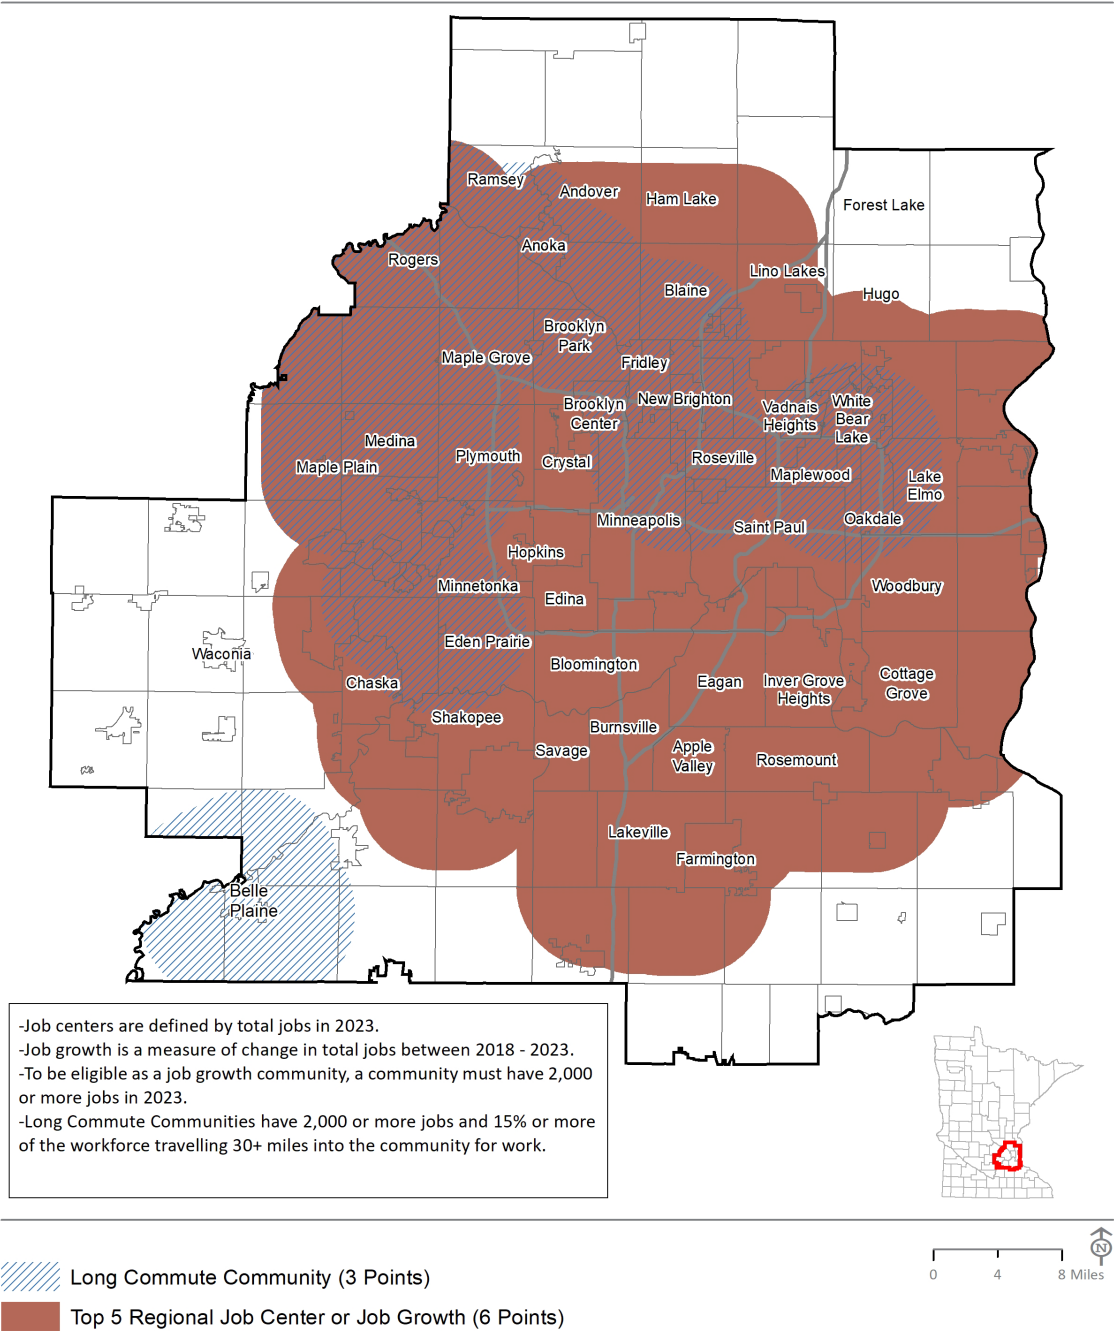 Ramsey
Andover
Ham Lake
Forest Lake
Anoka
Rogers
Lino Lakes
Blaine
Hugo
Brooklyn
Park
Maple Grove
Fridley
New Brighton
Brooklyn
Center
Vadnais
Heights
White
Bear
Lake
Medina
Maple Plain
Plymouth
Crystal
Roseville
Maplewood
Lake
Elmo
Minneapolis
Saint Paul
Oakdale
Hopkins
Minnetonka
Edina
Woodbury
Waconia
Eden Prairie
Bloomington
Chaska
Eagan
Inver Grove
Heights
Cottage
Grove
Shakopee
Burnsville
Savage
Apple
Valley
Rosemount
Lakeville
Farmington
Belle
Plaine
-Job centers are defined by total jobs in 2023.
-Job growth is a measure of change in total jobs between 2018 - 2023.
-To be eligible as a job growth community, a community must have 2,000
or more jobs in 2023.
-Long Commute Communities have 2,000 or more jobs and 15% or more
of the workforce travelling 30+ miles into the community for work.
N
0 4 8 Miles
Long Commute Community (3 Points)
Top 5 Regional Job Center or Job Growth (6 Points)